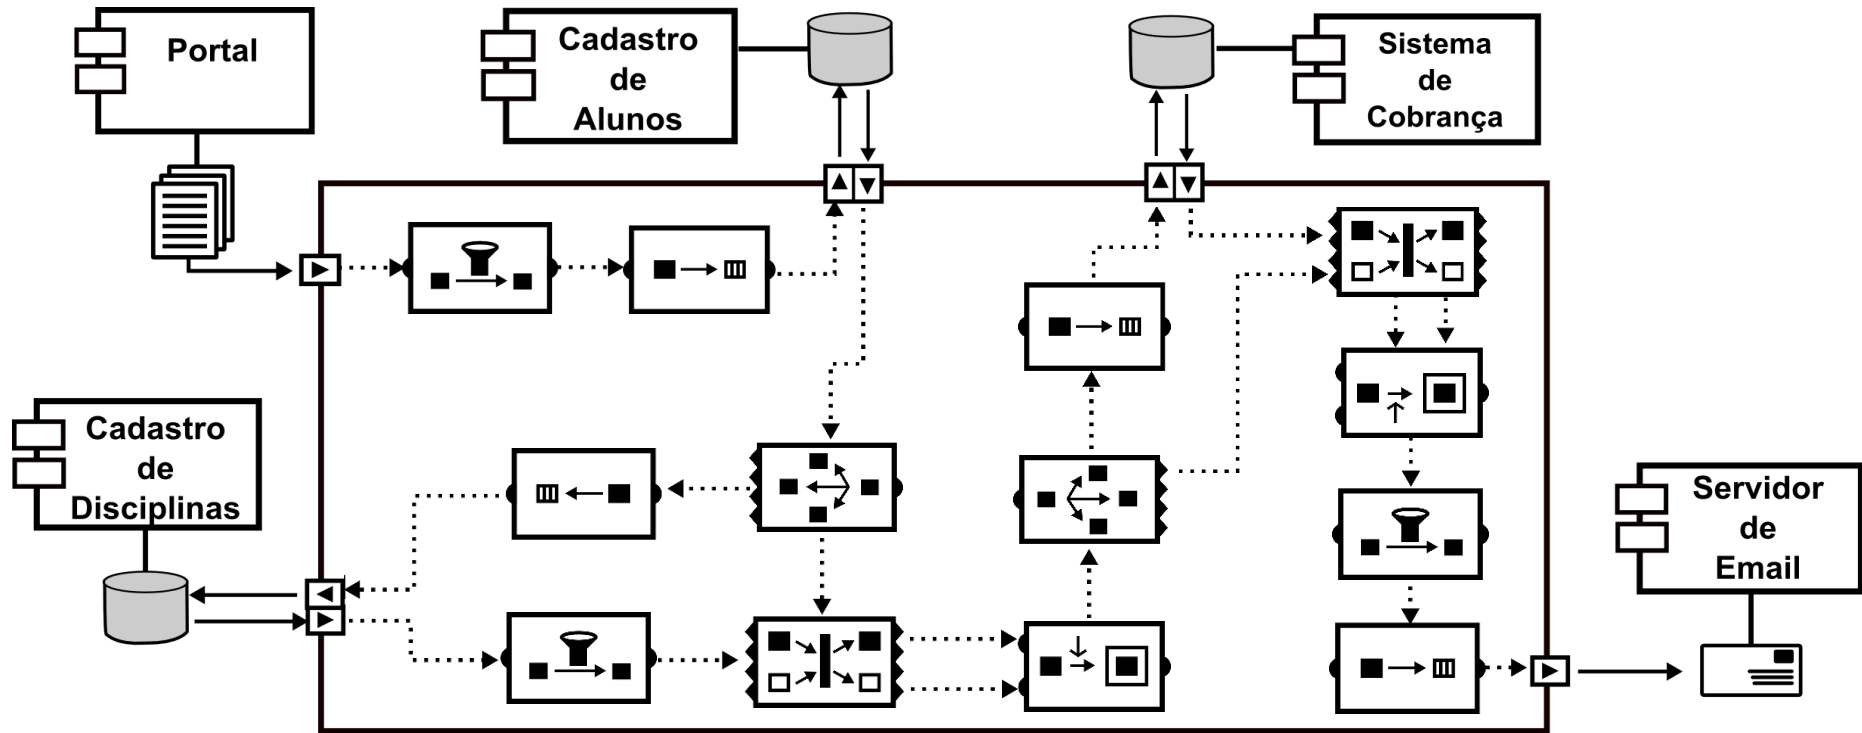 Portal
Cadastro
de
Alunos
Sistema
de
Cobrança
Cadastro
de
Disciplinas
Servidor
de
Email